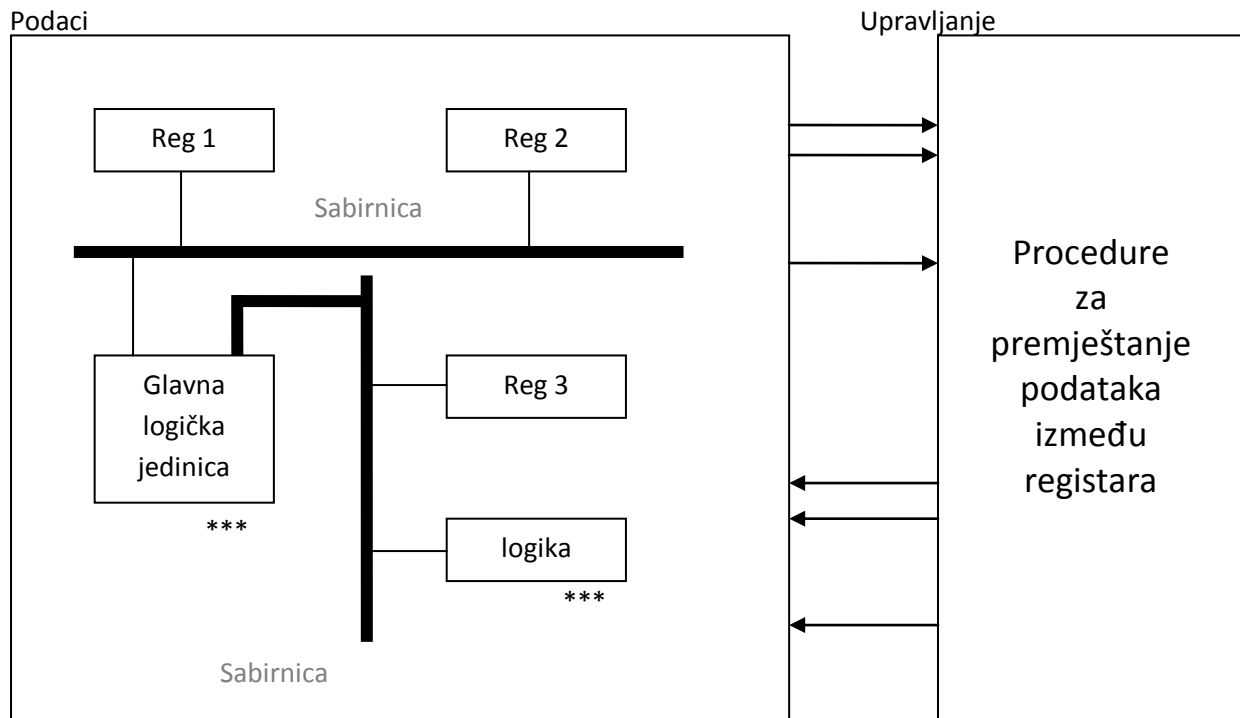 Podaci
Upravljanje
Reg 1
Reg 2
Sabirnica
Glavna
logička
jedinica
***
Reg 3
logika
***
Sabirnica
Procedure
za
premještanje
podataka
između
registara